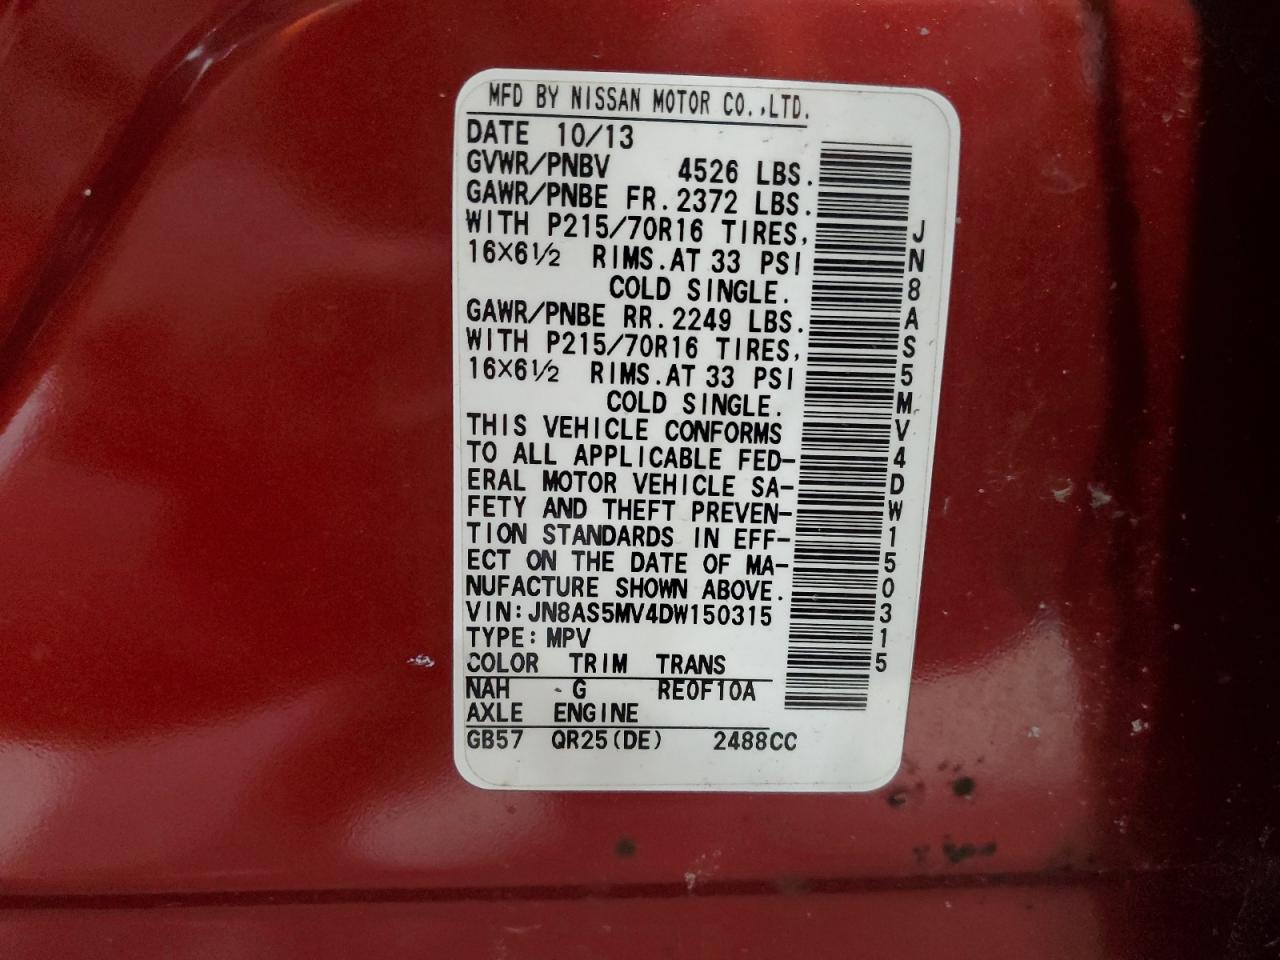 MFD BY NISSAN MOTOR CO.,LTD.
DATE 10/13
GVWR/PNBV 4526 LBS.
GAWR/PNBE FR.2372 LBS.
WITH P215/70R16 TIRES,
16X6½ RIMS.AT 33 PSI
COLD SINGLE.
GAWR/PNBE RR.2249 LBS.
WITH P215/70R16 TIRES,
16X6½ RIMS.AT 33 PSI
COLD SINGLE.
THIS VEHICLE CONFORMS
TO ALL APPLICABLE FED-
ERAL MOTOR VEHICLE SA-
FETY AND THEFT PREVEN-
TION STANDARDS IN EFF-
ECT ON THE DATE OF MA-
NUFACTURE SHOWN ABOVE.
VIN:JN8AS5MV4DW150315
TYPE:MPV
COLOR TRIM TRANS
NAH G RE0F10A
AXLE ENGINE
GB57 QR25(DE) 2488CC
JN8AS5MV4DW150315